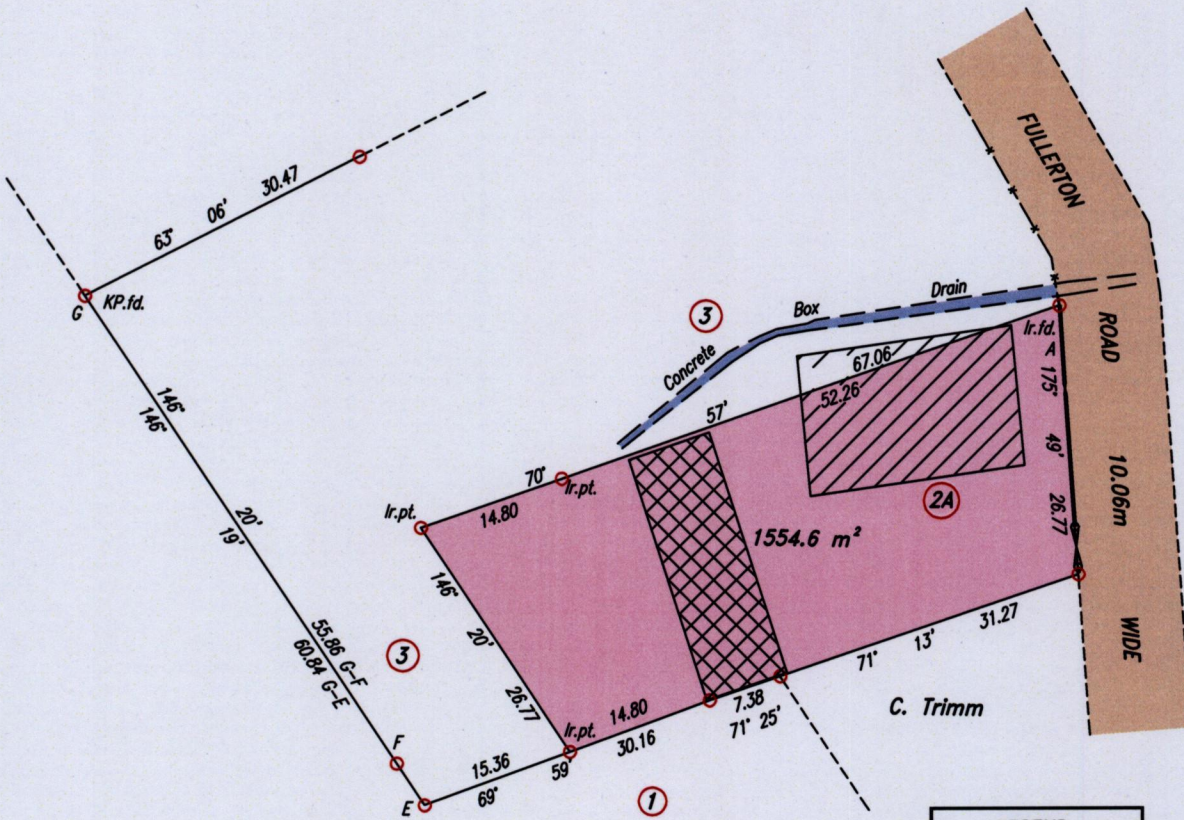 FULLERTON
ROAD
10.06m
WIDE
63° 06' 30.47
G KP.fd.
146° 20'
146° 19'
55.86 G-F
60.84 G-E
F
E
3
Concrete Box Drain
Ir.fd.
A
175° 49' 26.77
67.06
52.26
70° 57'
Ir.pt.
14.80
Ir.pt.
2A
1554.6 m²
146° 20' 26.77
3
Ir.pt.
14.80
30.16
7.38
71° 25'
71° 13' 31.27
C. Trimm
15.36
69° 59'
1